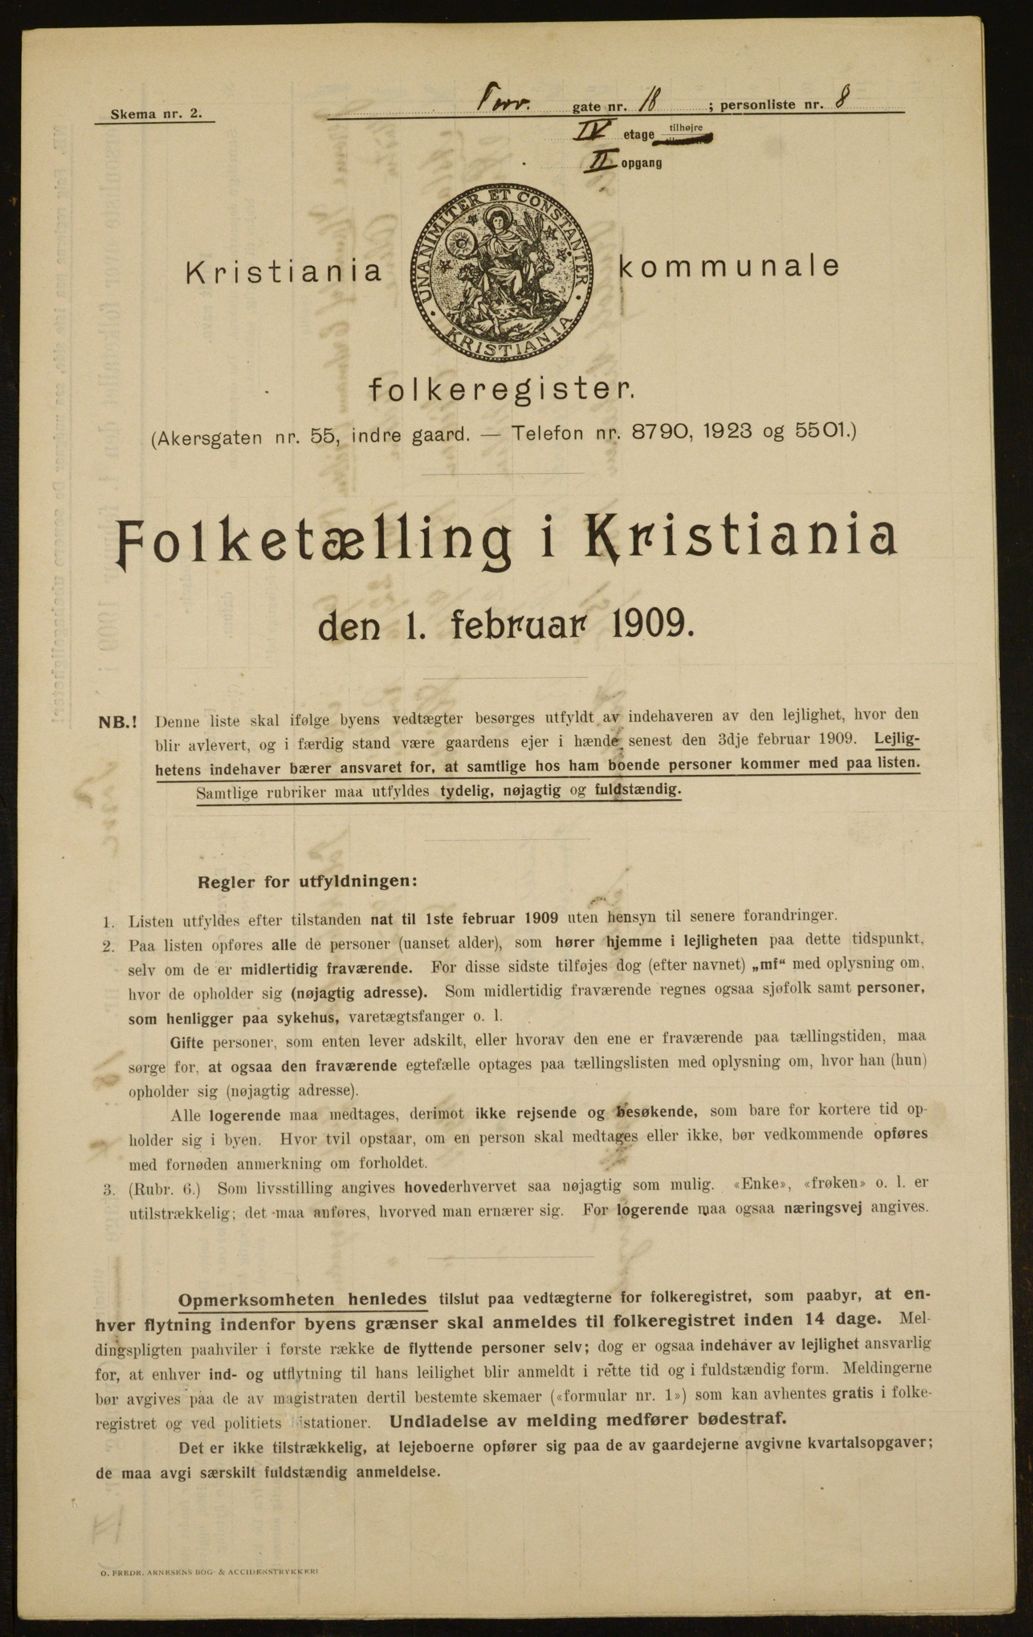 Skema nr. 2.
Torv. gate nr. 18 ; personliste nr. 8
IV etage tilhøjre
II opgang
UNANIMITER ET CONSTANTER
KRISTIANIA
Kristiania kommunale
folkeregister.
(Akersgaten nr. 55, indre gaard. — Telefon nr. 8790, 1923 og 5501.)
Folketælling i Kristiania
den 1. februar 1909.
NB.! Denne liste skal ifølge byens vedtægter besørges utfyldt av indehaveren av den lejlighet, hvor den
blir avlevert, og i færdig stand være gaardens ejer i hænde senest den 3dje februar 1909. Lejlig-
hetens indehaver bærer ansvaret for, at samtlige hos ham boende personer kommer med paa listen.
Samtlige rubriker maa utfyldes tydelig, nøjagtig og fuldstændig.
Regler for utfyldningen:
1. Listen utfyldes efter tilstanden nat til 1ste februar 1909 uten hensyn til senere forandringer.
2. Paa listen opføres alle de personer (uanset alder), som hører hjemme i lejligheten paa dette tidspunkt,
selv om de er midlertidig fraværende. For disse sidste tilføjes dog (efter navnet) „mf“ med oplysning om,
hvor de opholder sig (nøjagtig adresse). Som midlertidig fraværende regnes ogsaa sjøfolk samt personer,
som henligger paa sykehus, varetægtsfanger o. l.
Gifte personer, som enten lever adskilt, eller hvorav den ene er fraværende paa tællingstiden, maa
sørge for, at ogsaa den fraværende egtefælle optages paa tællingslisten med oplysning om, hvor han (hun)
opholder sig (nøjagtig adresse).
Alle logerende maa medtages, derimot ikke rejsende og besøkende, som bare for kortere tid op-
holder sig i byen. Hvor tvil opstaar, om en person skal medtages eller ikke, bør vedkommende opføres
med fornøden anmerkning om forholdet.
3. (Rubr. 6.) Som livsstilling angives hovederhvervet saa nøjagtig som mulig. «Enke», «frøken» o. l. er
utilstrækkelig; det maa anføres, hvorved man ernærer sig. For logerende maa ogsaa næringsvej angives.
Opmerksomheten henledes tilslut paa vedtægterne for folkeregistret, som paabyr, at en-
hver flytning indenfor byens grænser skal anmeldes til folkeregistret inden 14 dage. Mel-
dingspligten paahviler i første række de flyttende personer selv; dog er ogsaa indehaver av lejlighet ansvarlig
for, at enhver ind- og utflytning til hans leilighet blir anmeldt i rette tid og i fuldstændig form. Meldingerne
bør avgives paa de av magistraten dertil bestemte skemaer («formular nr. 1») som kan avhentes gratis i folke-
registret og ved politiets stationer. Undladelse av melding medfører bødestraf.
Det er ikke tilstrækkelig, at lejeboerne opfører sig paa de av gaardejerne avgivne kvartalsopgaver;
de maa avgi særskilt fuldstændig anmeldelse.
O. FREDR. ARNESENS BOG- & ACCIDENSTRYKKERI